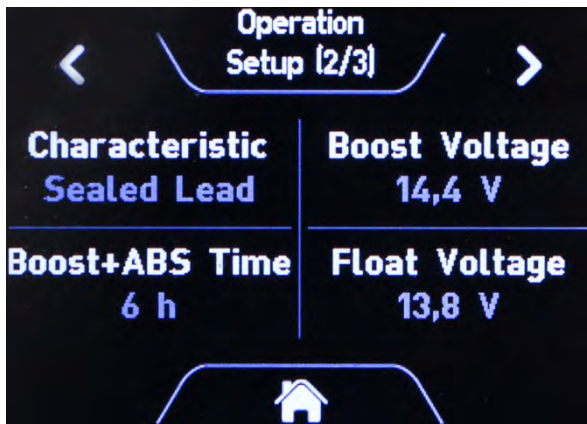 Operation
Setup (2/3)
Characteristic
Sealed Lead
Boost Voltage
14,4 V
Boost+ABS Time
6 h
Float Voltage
13,8 V